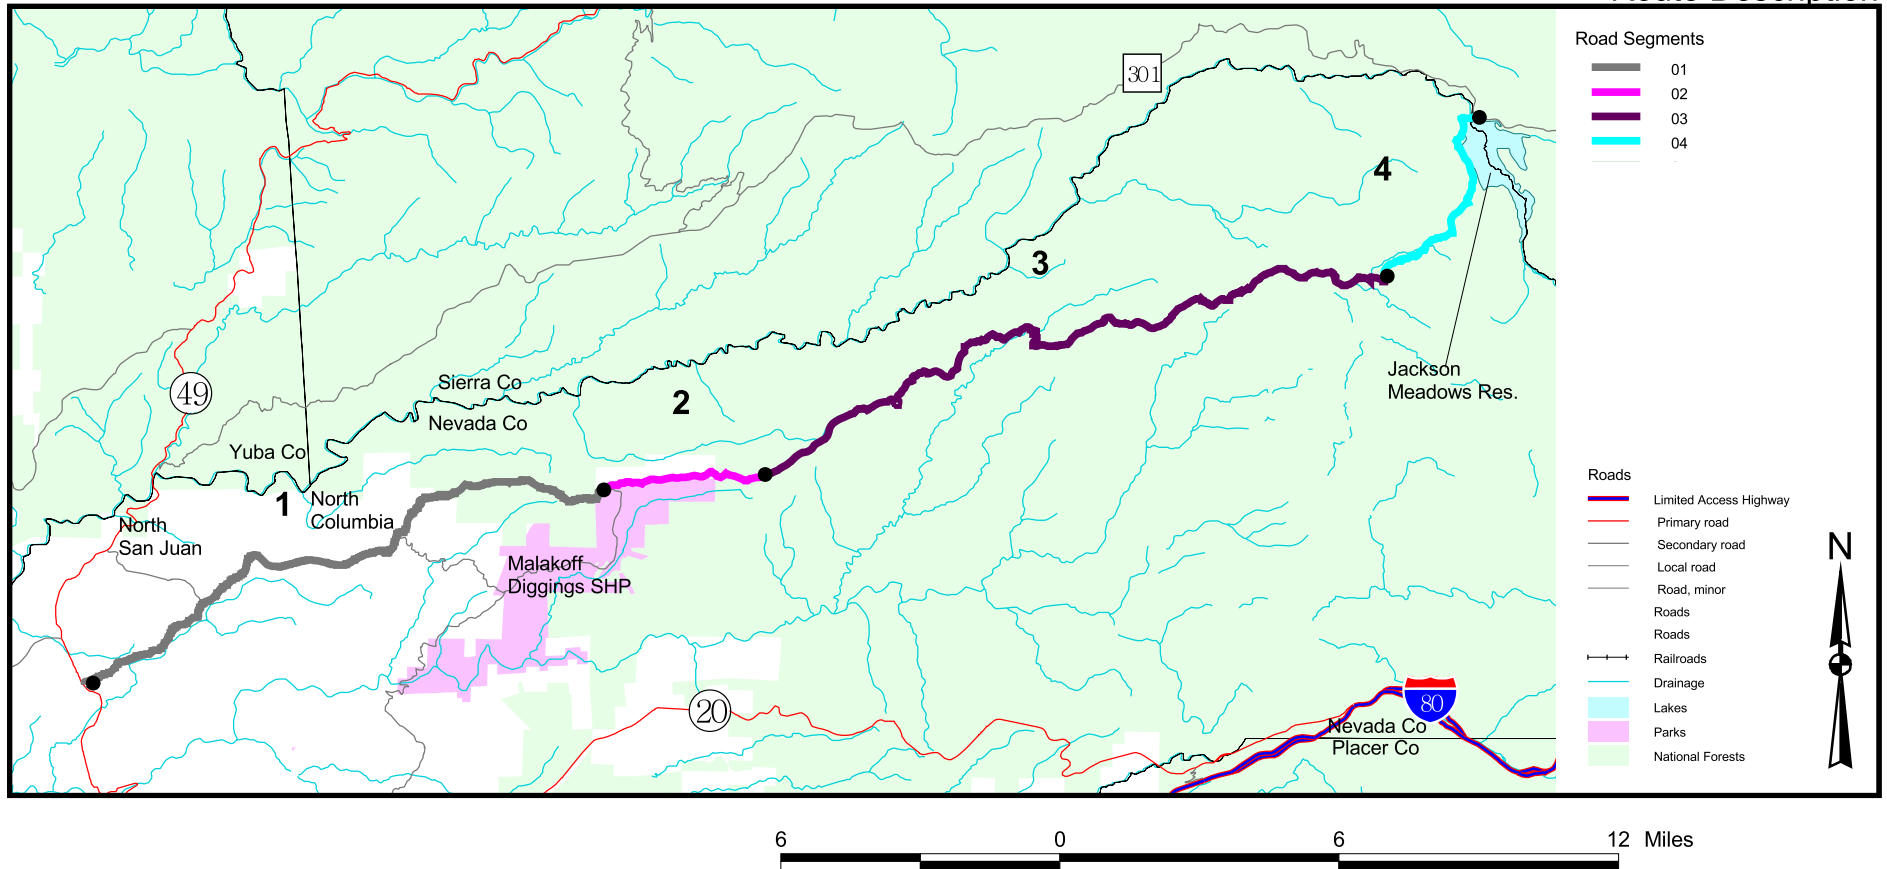 Route Description
301
Road Segments
01
02
03
04
4
3
Jackson
Meadows Res.
49
Sierra Co
2
Nevada Co
Yuba Co
1
North
Columbia
North
San Juan
Malakoff
Diggings SHP
20
80
Nevada Co
Placer Co
Roads
Limited Access Highway
Primary road
Secondary road
Local road
Road, minor
Roads
Roads
Railroads
Drainage
Lakes
Parks
National Forests
N
6 0 6 12 Miles